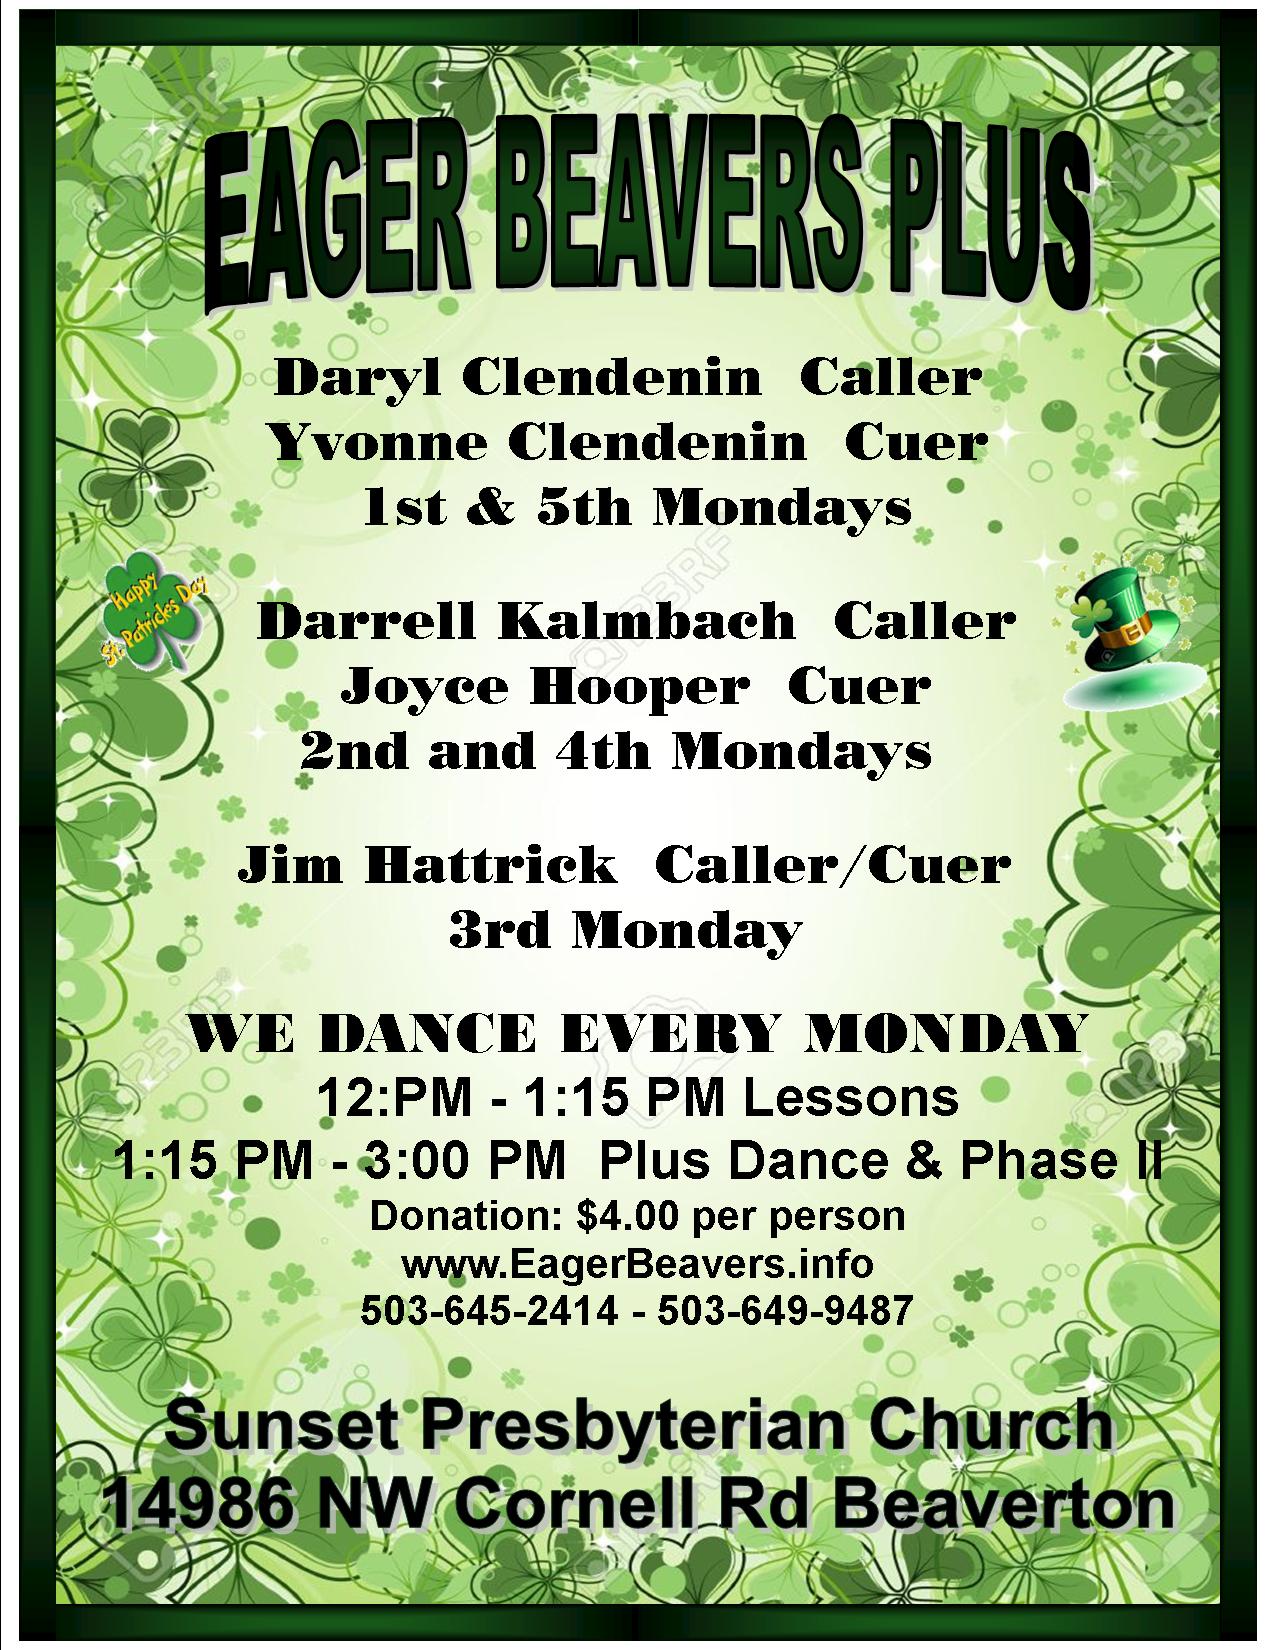 EAGER BEAVERS PLUS
Daryl Clendenin Caller
Yvonne Clendenin Cuer
1st & 5th Mondays
Happy
St. Patrick's Day
Darrell Kalmbach Caller
Joyce Hooper Cuer
2nd and 4th Mondays
Jim Hattrick Caller/Cuer
3rd Monday
WE DANCE EVERY MONDAY
12:PM - 1:15 PM Lessons
1:15 PM - 3:00 PM Plus Dance & Phase II
Donation: $4.00 per person
www.EagerBeavers.info
503-645-2414 - 503-649-9487
Sunset Presbyterian Church
14986 NW Cornell Rd Beaverton
123RF